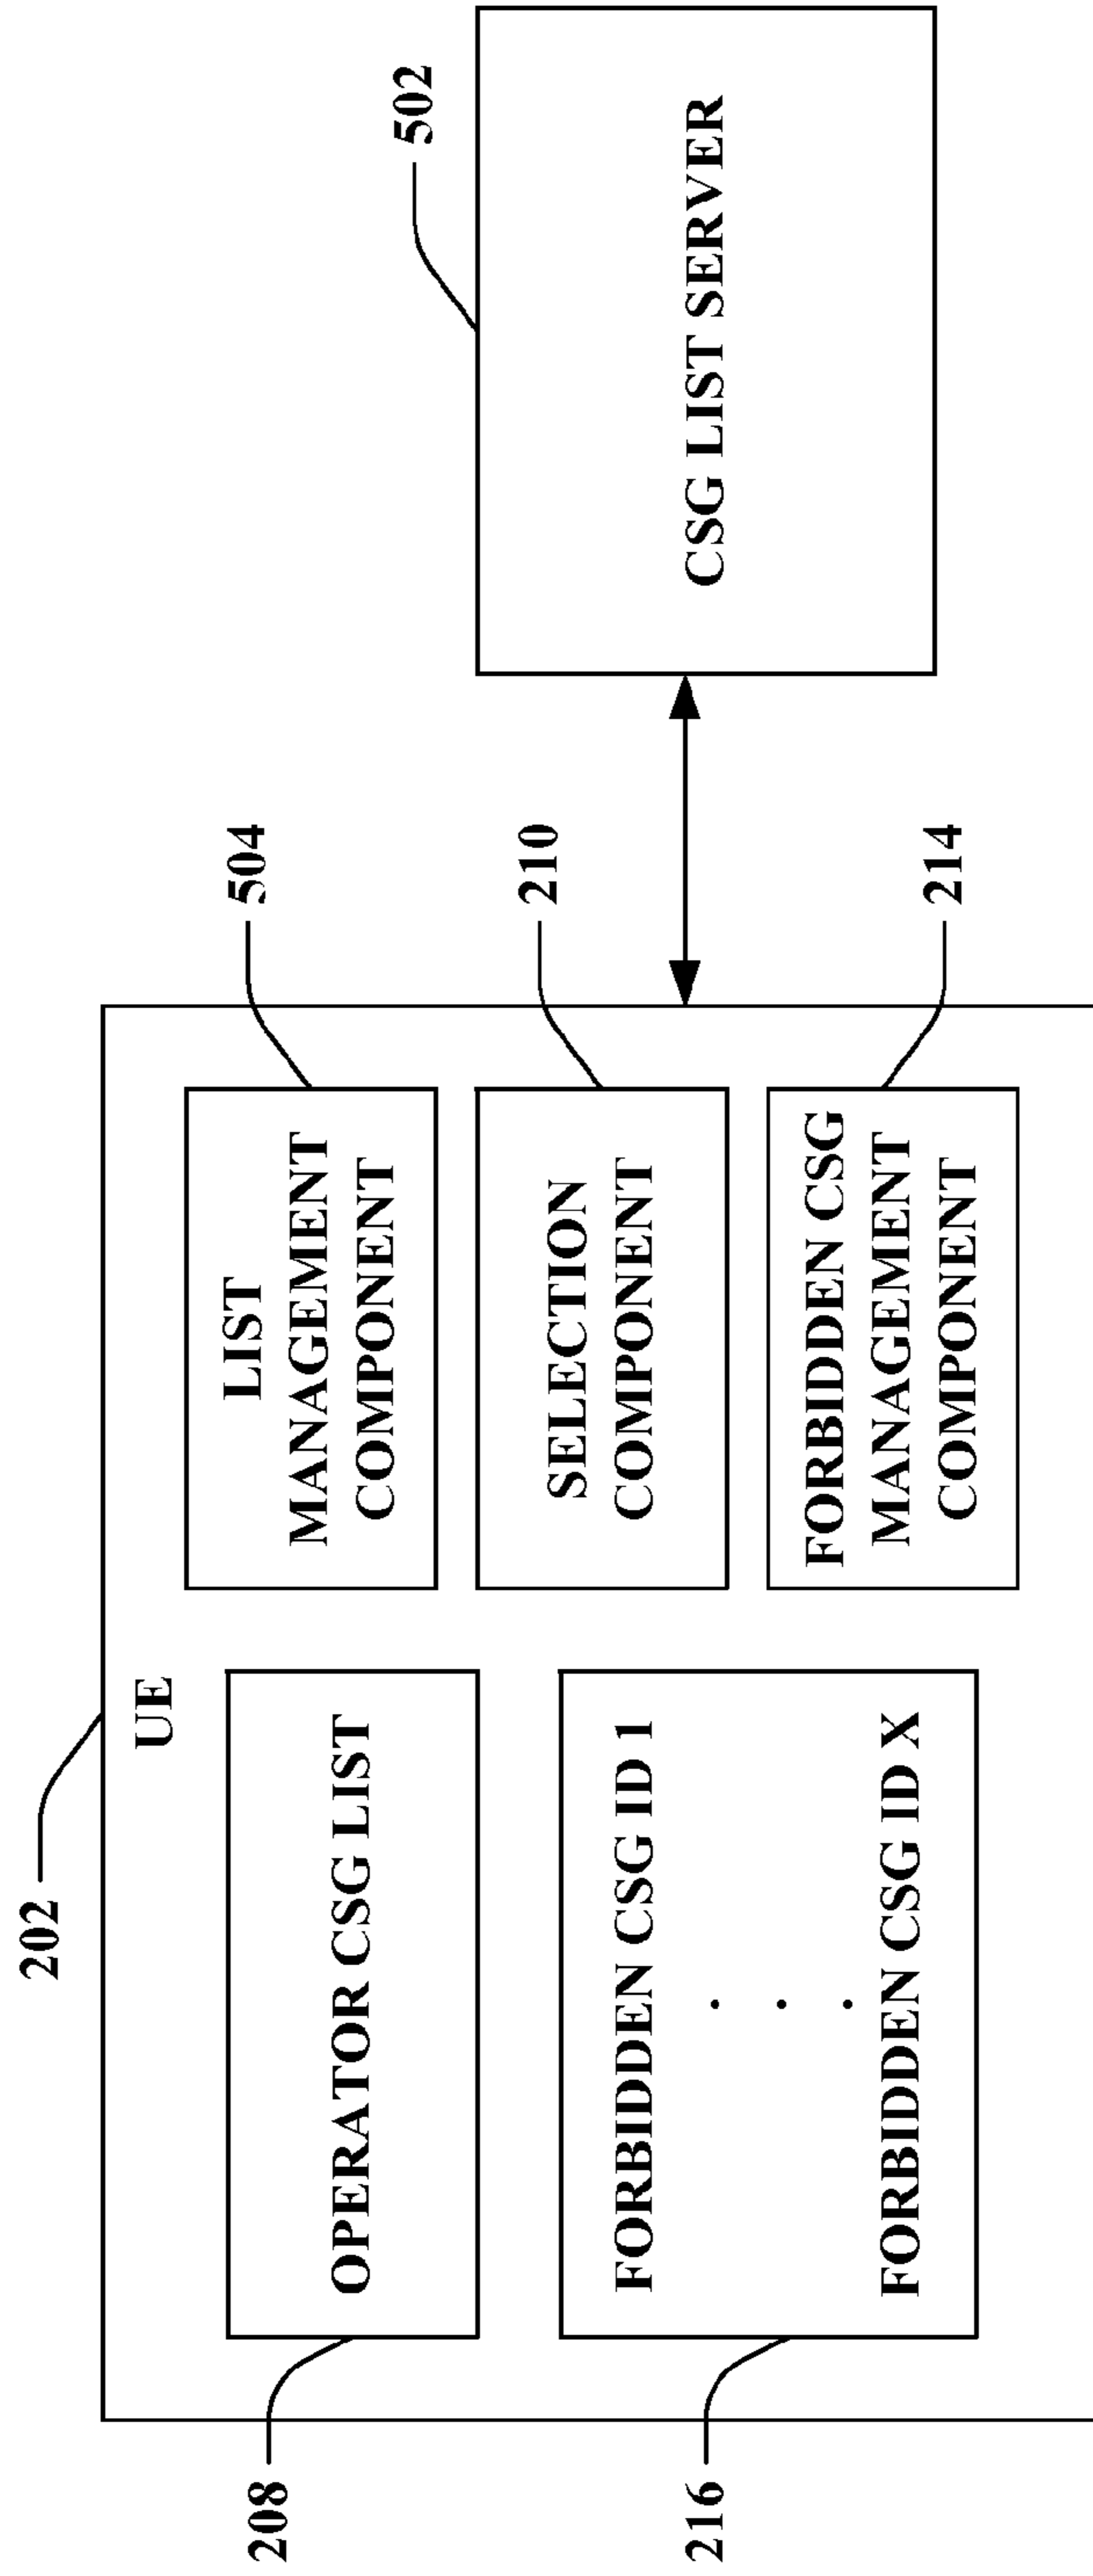 202
UE
208
OPERATOR CSG LIST
216
FORBIDDEN CSG ID 1
.
.
.
FORBIDDEN CSG ID X
504
LIST
MANAGEMENT
COMPONENT
210
SELECTION
COMPONENT
214
FORBIDDEN CSG
MANAGEMENT
COMPONENT
502
CSG LIST SERVER